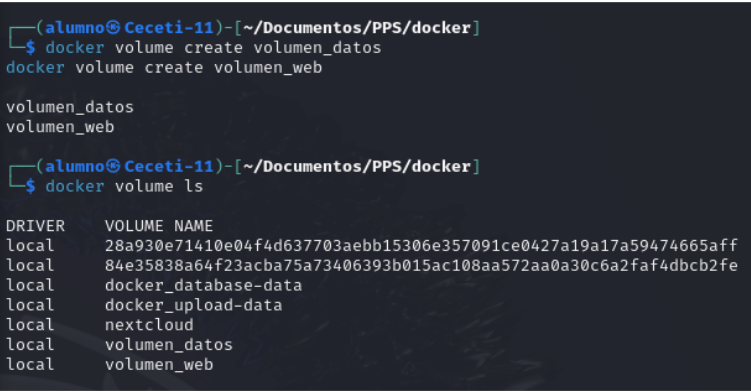 ┌──(alumno㉿Ceceti-11)-[~/Documentos/PPS/docker]
└─$ docker volume create volumen_datos
docker volume create volumen_web
volumen_datos
volumen_web
┌──(alumno㉿Ceceti-11)-[~/Documentos/PPS/docker]
└─$ docker volume ls
DRIVER    VOLUME NAME
local     28a930e71410e04f4d637703aebb15306e357091ce0427a19a17a59474665aff
local     84e35838a64f23acba75a73406393b015ac108aa572aa0a30c6a2faf4dbcb2fe
local     docker_database-data
local     docker_upload-data
local     nextcloud
local     volumen_datos
local     volumen_web